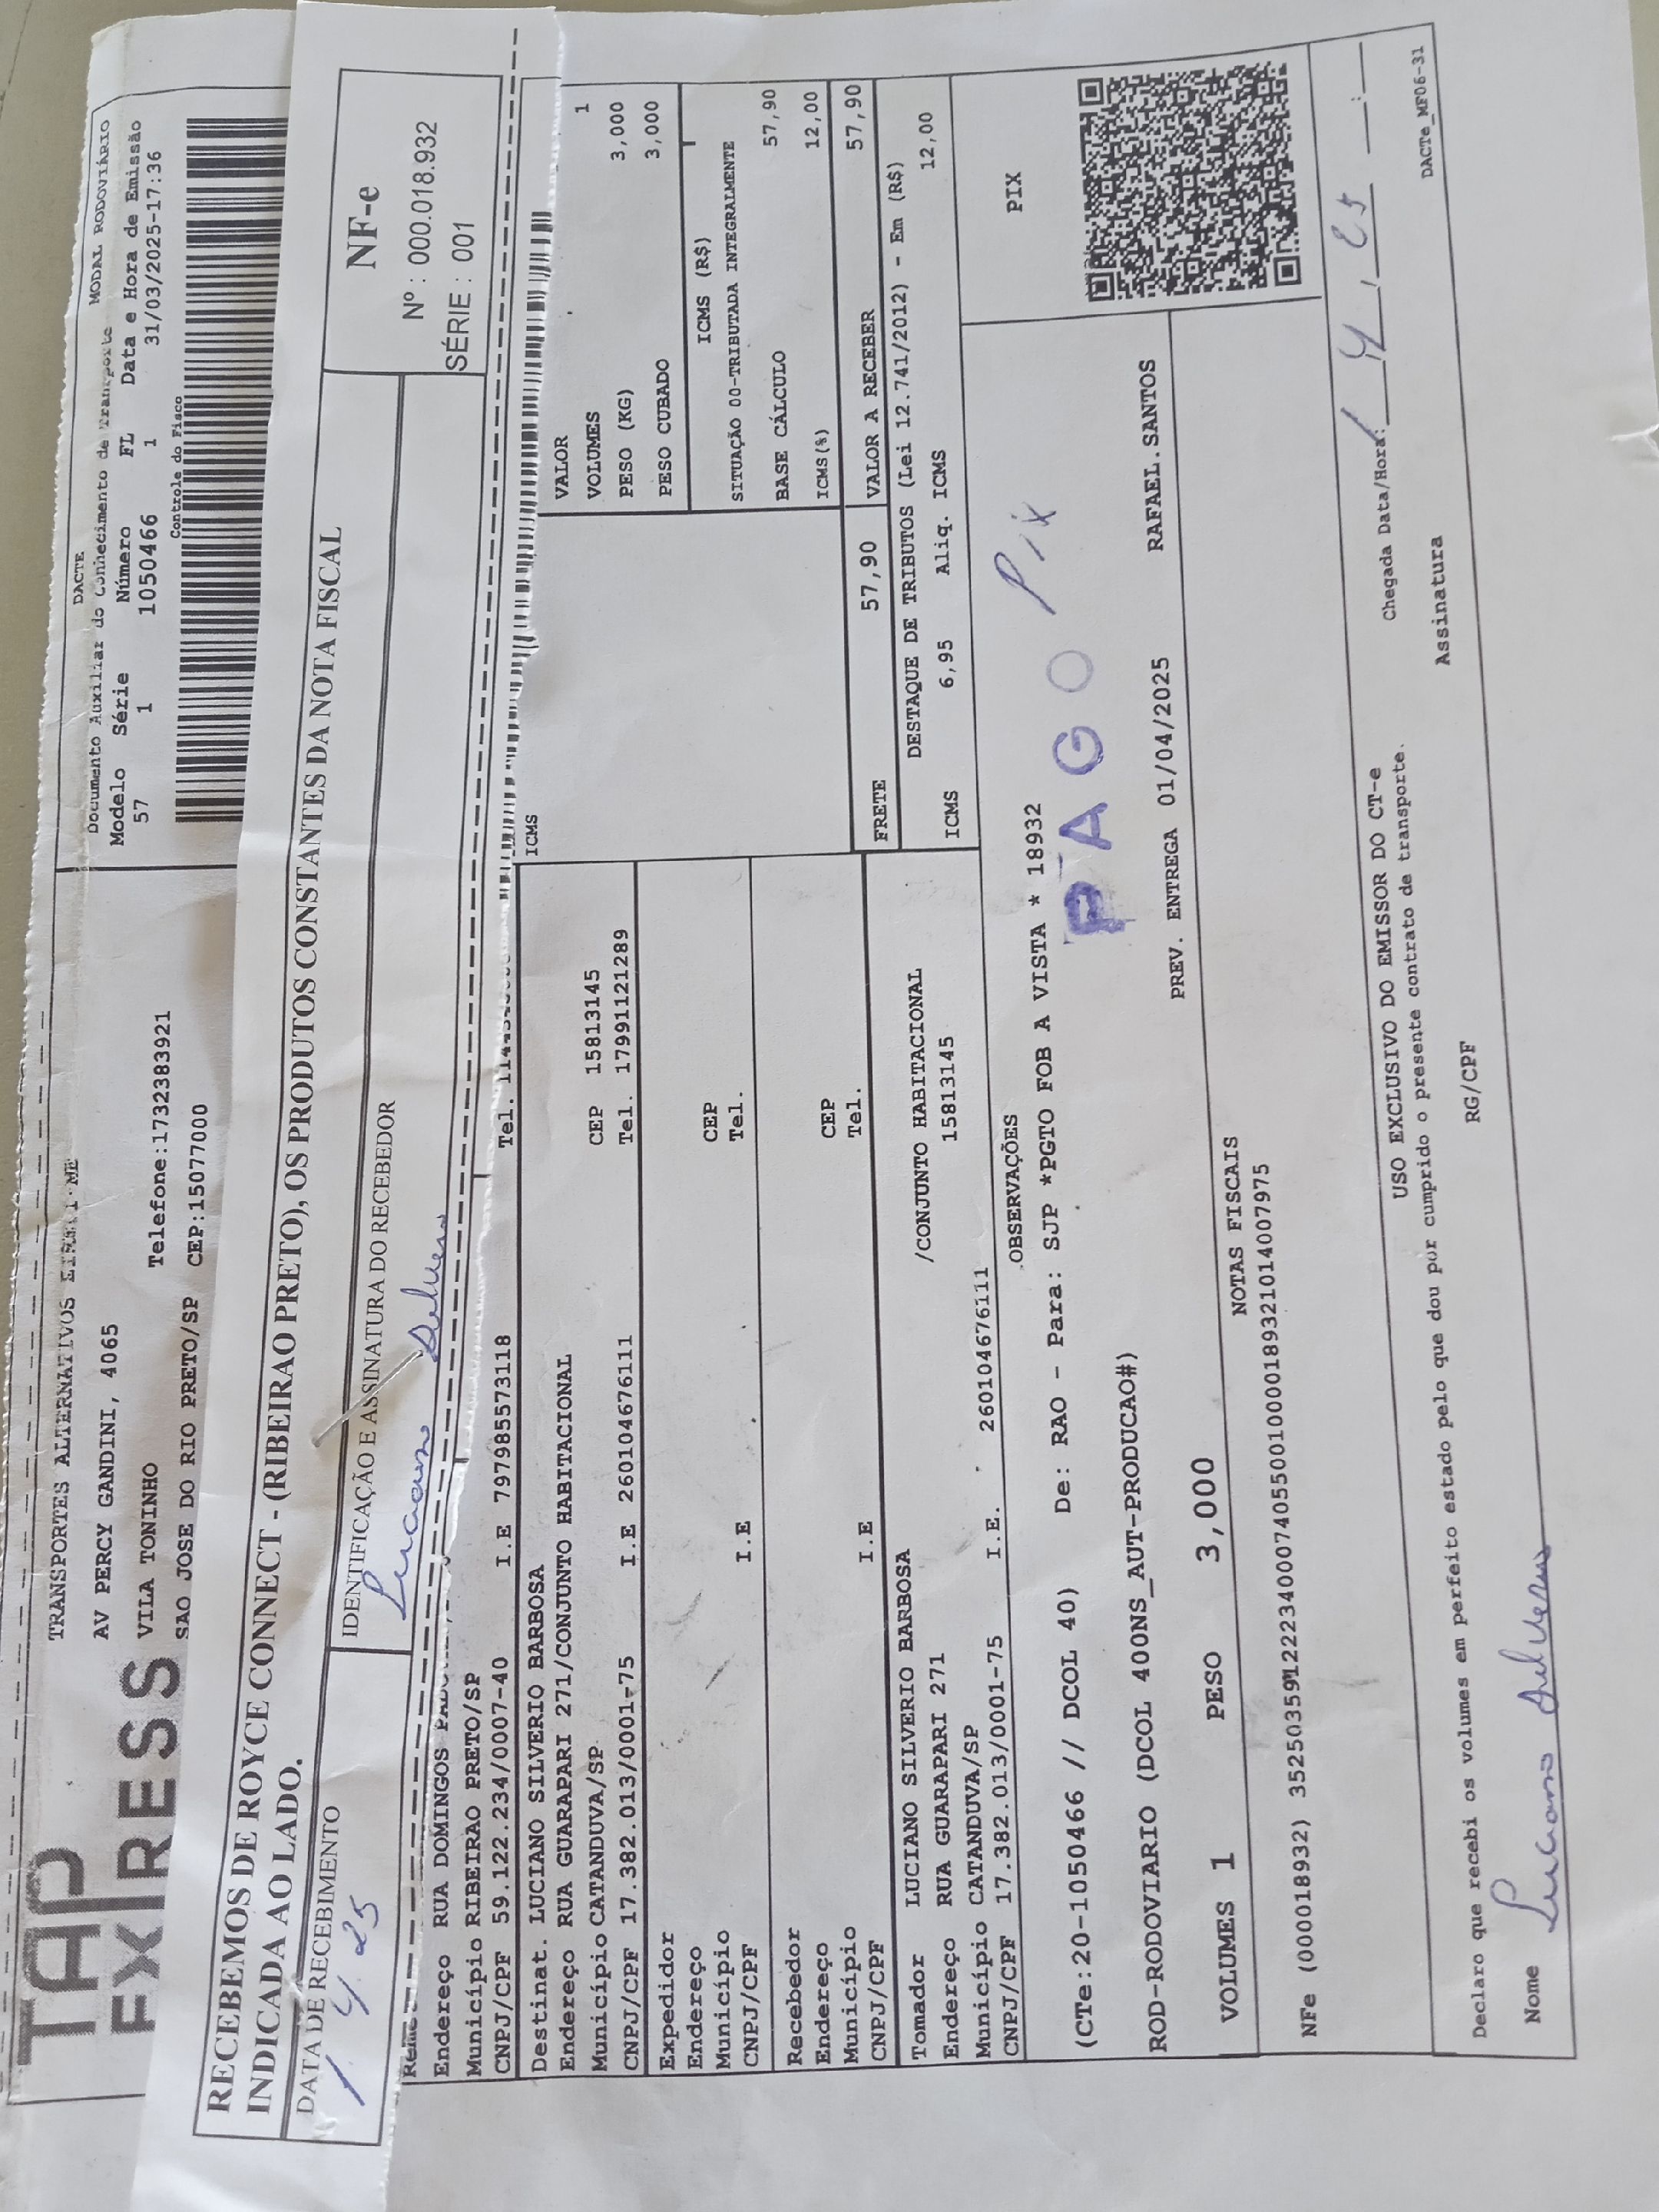 TAP
EXPRESS
TRANSPORTES ALTERNATIVOS
AV PERCY GANDINI, 4065
VILA TONINHO Telefone:1732383921
SAO JOSE DO RIO PRETO/SP CEP:15077000
DACTE MODAL RODOVIÁRIO
Documento Auxiliar do Conhecimento de Transporte
Modelo Série Número FL Data e Hora de Emissão
57 1 1050466 1 31/03/2025-17:36
Controle do Fisco
RECEBEMOS DE ROYCE CONNECT - (RIBEIRAO PRETO), OS PRODUTOS CONSTANTES DA NOTA FISCAL
INDICADA AO LADO.
NF-e
Nº : 000.018.932
SÉRIE : 001
DATA DE RECEBIMENTO IDENTIFICAÇÃO E ASSINATURA DO RECEBEDOR
1 4 25 Luciano Silverio
Endereço RUA DOMINGOS
Município RIBEIRAO PRETO/SP
CNPJ/CPF 59.122.234/0007-40 I.E 797985573118 Tel.
Destinat. LUCIANO SILVERIO BARBOSA
Endereço RUA GUARAPARI 271/CONJUNTO HABITACIONAL
Município CATANDUVA/SP CEP 15813145
CNPJ/CPF 17.382.013/0001-75 I.E 260104676111 Tel. 17991121289
Expedidor
Endereço
Município CEP
CNPJ/CPF I.E Tel.
Recebedor
Endereço
Município CEP
CNPJ/CPF I.E Tel.
Tomador LUCIANO SILVERIO BARBOSA
Endereço RUA GUARAPARI 271 /CONJUNTO HABITACIONAL
Município CATANDUVA/SP 15813145
CNPJ/CPF 17.382.013/0001-75 I.E. 260104676111
ICMS
VALOR
VOLUMES 1
PESO (KG) 3,000
PESO CUBADO 3,000
ICMS (R$)
SITUAÇÃO 00-TRIBUTADA INTEGRALMENTE
BASE CÁLCULO 57,90
ICMS(%) 12,00
FRETE 57,90 VALOR A RECEBER 57,90
DESTAQUE DE TRIBUTOS (Lei 12.741/2012) - Em (R$)
ICMS 6,95 Aliq. ICMS 12,00
OBSERVAÇÕES
PIX
(CTe:20-1050466 // DCOL 40) De: RAO - Para: SJP *PGTO FOB A VISTA * 18932
PAGO Pix
ROD-RODOVIARIO (DCOL 400NS_AUT-PRODUCAO#)
PREV. ENTREGA 01/04/2025 RAFAEL.SANTOS
VOLUMES 1 PESO 3,000
NOTAS FISCAIS
NFe (000018932) 35250359122234000740550010000189321014007975
USO EXCLUSIVO DO EMISSOR DO CT-e
Chegada Data/Hora: 1 / 4 / 25 __:__
Declaro que recebi os volumes em perfeito estado pelo que dou por cumprido o presente contrato de transporte.
Nome RG/CPF Assinatura
Luciano Silverio
DACTe_MF06-31